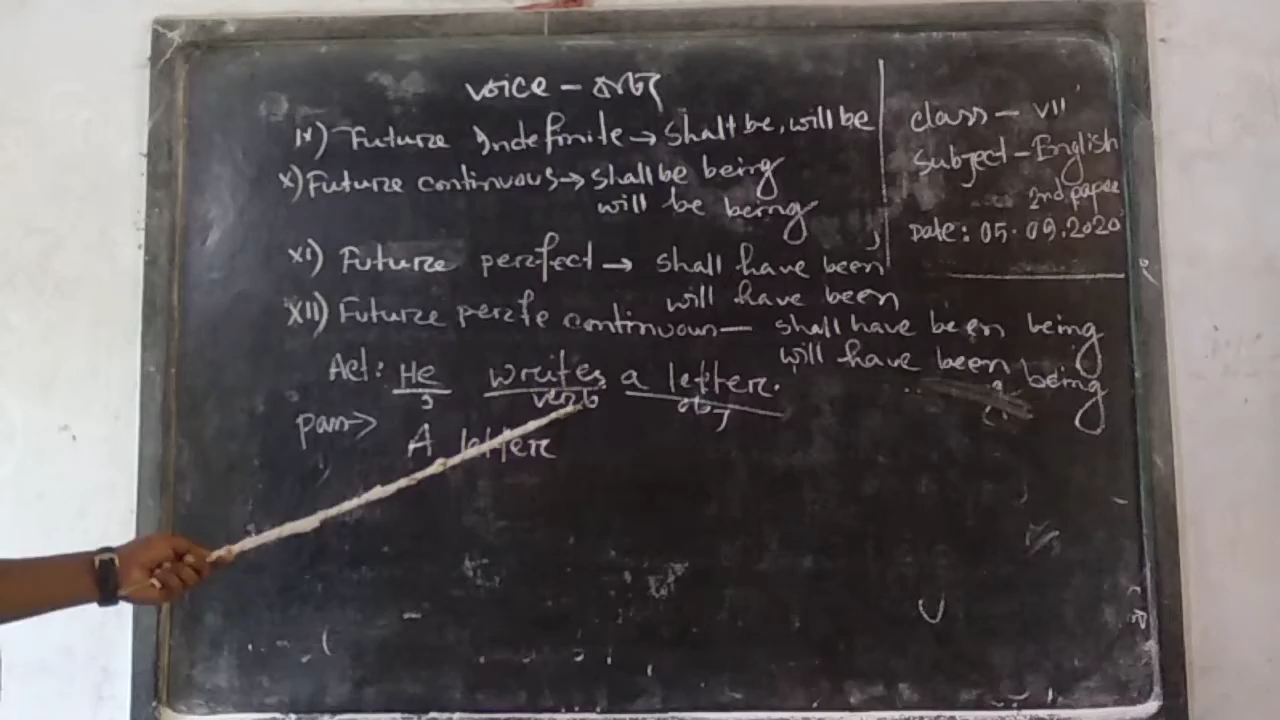 voice - বাচ্য
IX) Future Indefinite → Shall be, will be
X) Future continuous → shall be being
will be being
XI) Future perfect → shall have been
will have been
XII) Future perfe continuous — shall have been being
will have been being
Act: He writes a letter.
s verb obj
pass →
A letter
class - VII
Subject - English
2nd paper
Date: 05.09.2020